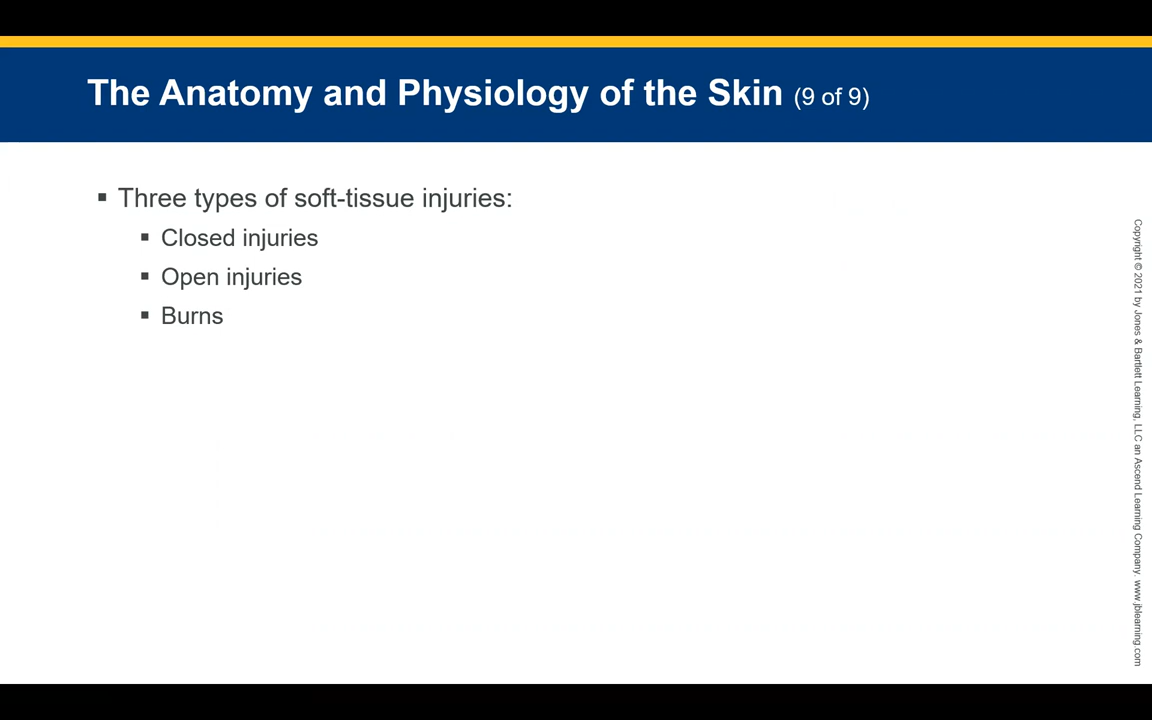 The Anatomy and Physiology of the Skin (9 of 9)
Three types of soft-tissue injuries:
Closed injuries
Open injuries
Burns
Copyright © 2021 by Jones & Bartlett Learning, LLC an Ascend Learning Company. www.jblearning.com